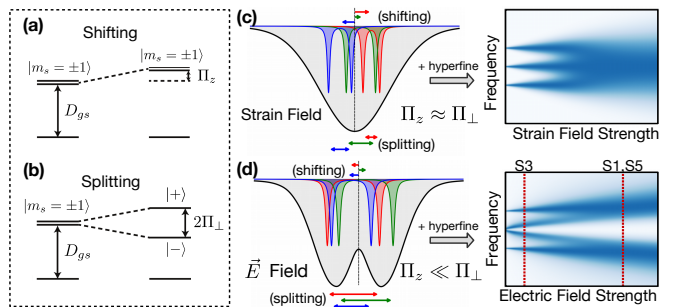 (a)
Shifting
|m_s = ±1⟩
|m_s = ±1⟩
Π_z
D_gs
(b)
Splitting
|m_s = ±1⟩
|+⟩
2Π_⊥
|−⟩
D_gs
(c)
(shifting)
Strain Field
Π_z ≈ Π_⊥
(splitting)
+ hyperfine
Frequency
Strain Field Strength
(d)
(shifting)
E⃗ Field
Π_z ≪ Π_⊥
(splitting)
+ hyperfine
S3
S1,S5
Frequency
Electric Field Strength